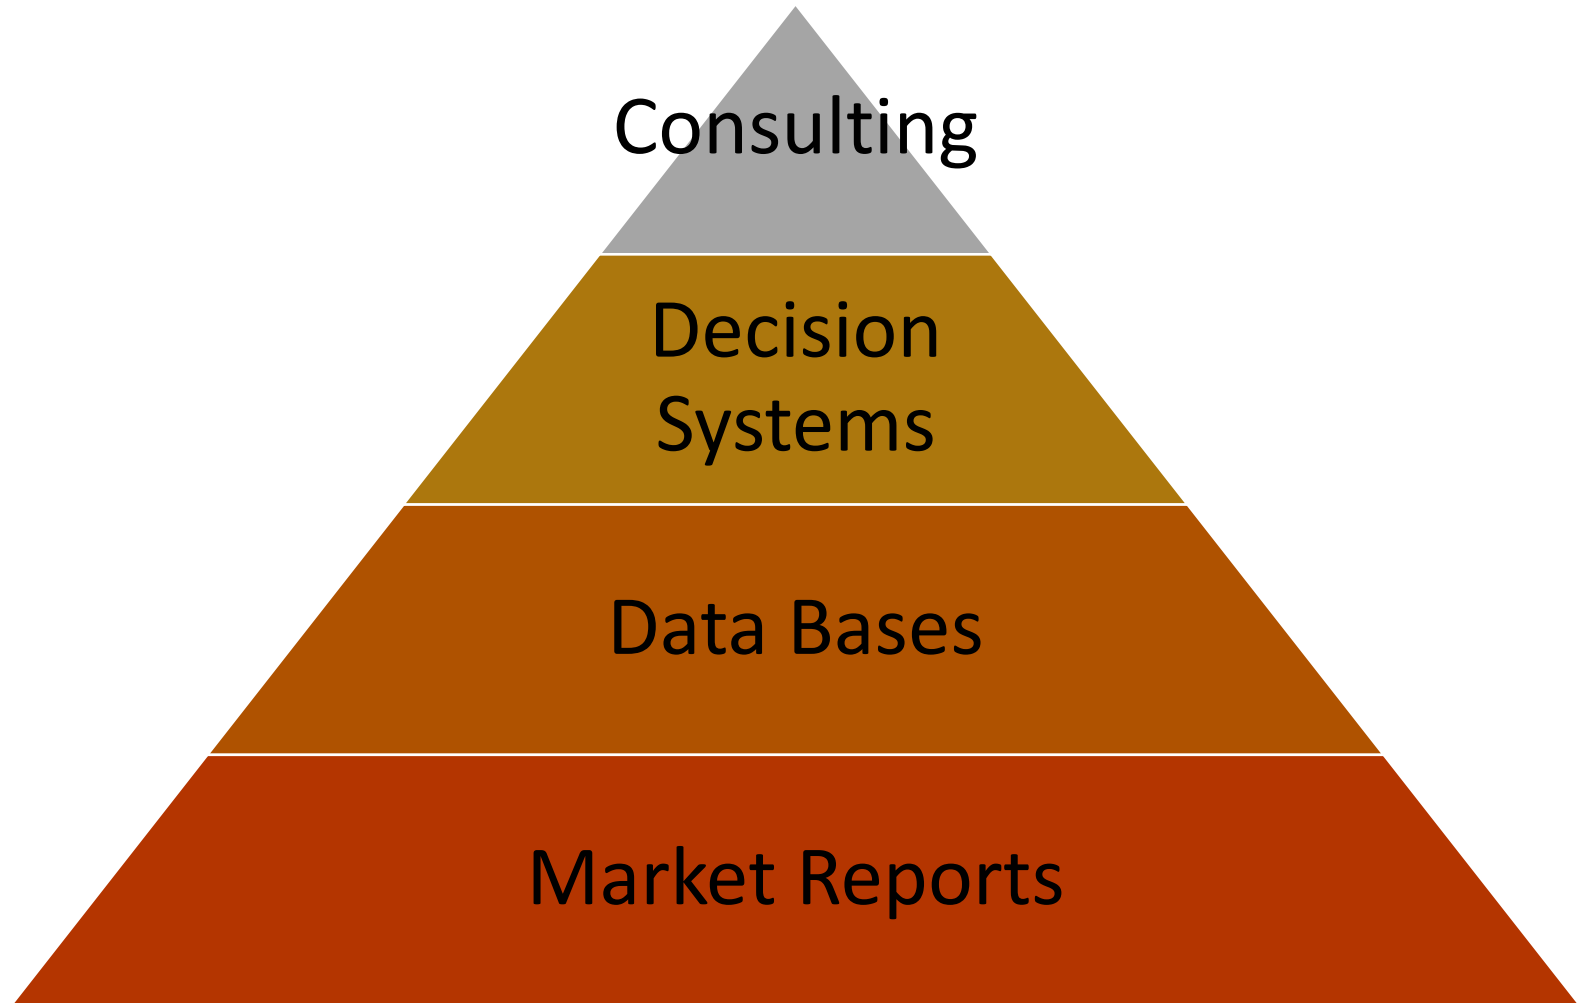 Consulting
Decision
Systems
Data Bases
Market Reports